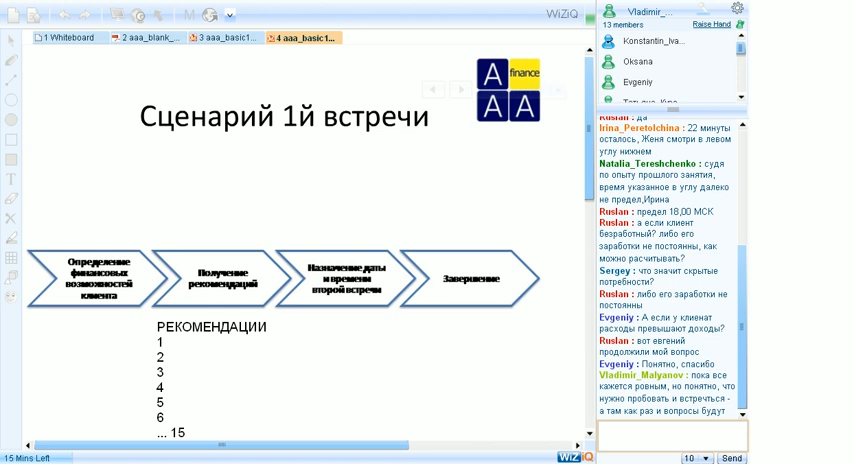 WiZiQ
1 Whiteboard
2 aaa_blank_...
3 aaa_basic1...
4 aaa_basic1...
M
T
A finance
A A
Сценарий 1й встречи
Определение
финансовых
возможностей
клиента
Получение
рекомендаций
Назначение даты
и времени
второй встречи
Завершение
РЕКОМЕНДАЦИИ
1
2
3
4
5
6
... 15
15 Mins Left
WiZiQ
Vladimir_...
13 members
Raise Hand
Konstantin_Iva...
Oksana
Evgeniy
Ruslan : да
Irina_Peretolchina : 22 минуты
осталось, Женя смотри в левом
углу нижнем
Natalia_Tereshchenko : судя
по опыту прошлого занятия,
время указанное в углу далеко
не предел,Ирина
Ruslan : предел 18,00 МСК
Ruslan : а если клиент
безработный? либо его
заработки не постоянны, как
можно расчитывать?
Sergey : что значит скрытые
потребности?
Ruslan : либо его заработки не
постоянны
Evgeniy : А если у клиенат
расходы превышают доходы?
Ruslan : вот евгений
продолжили мой вопрос
Evgeniy : Понятно, спасибо
Vladimir_Malyanov : пока все
кажется ровным, но понятно, что
нужно пробовать и встречться -
а там как раз и вопросы будут
10
Send